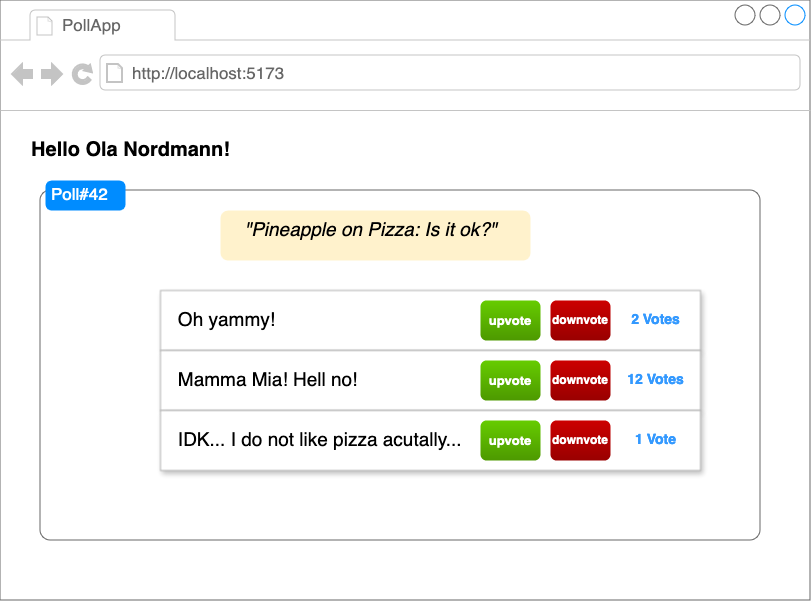 PollApp
http://localhost:5173
Hello Ola Nordmann!
Poll#42
"Pineapple on Pizza: Is it ok?"
Oh yammy! upvote downvote 2 Votes
Mamma Mia! Hell no! upvote downvote 12 Votes
IDK... I do not like pizza acutally... upvote downvote 1 Vote